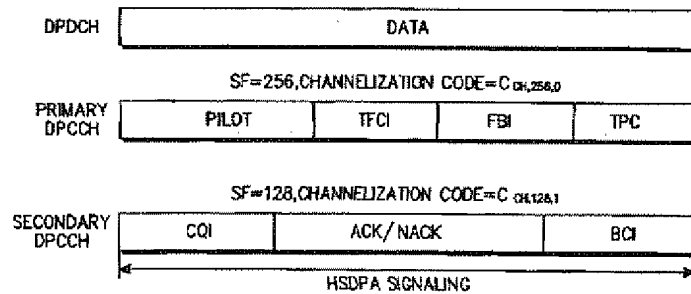 DPDCH DATA
SF=256,CHANNELIZATION CODE=C CH,256,0
PRIMARY DPCCH PILOT TFCI FBI TPC
SF=128,CHANNELIZATION CODE=C CH,128,1
SECONDARY DPCCH CQI ACK/NACK BCI
HSDPA SIGNALING